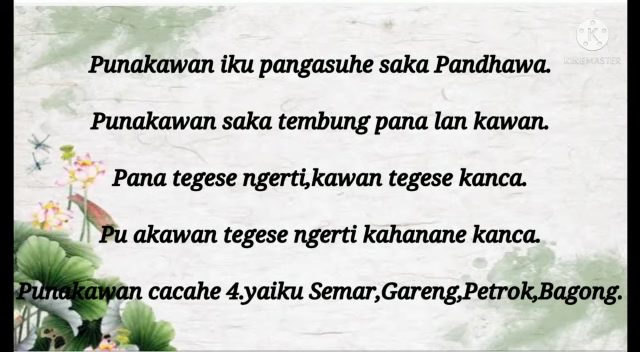 KINEMASTER
Punakawan iku pangasuhe saka Pandhawa.
Punakawan saka tembung pana lan kawan.
Pana tegese ngerti,kawan tegese kanca.
Pu akawan tegese ngerti kahanane kanca.
Punakawan cacahe 4.yaiku Semar,Gareng,Petrok,Bagong.